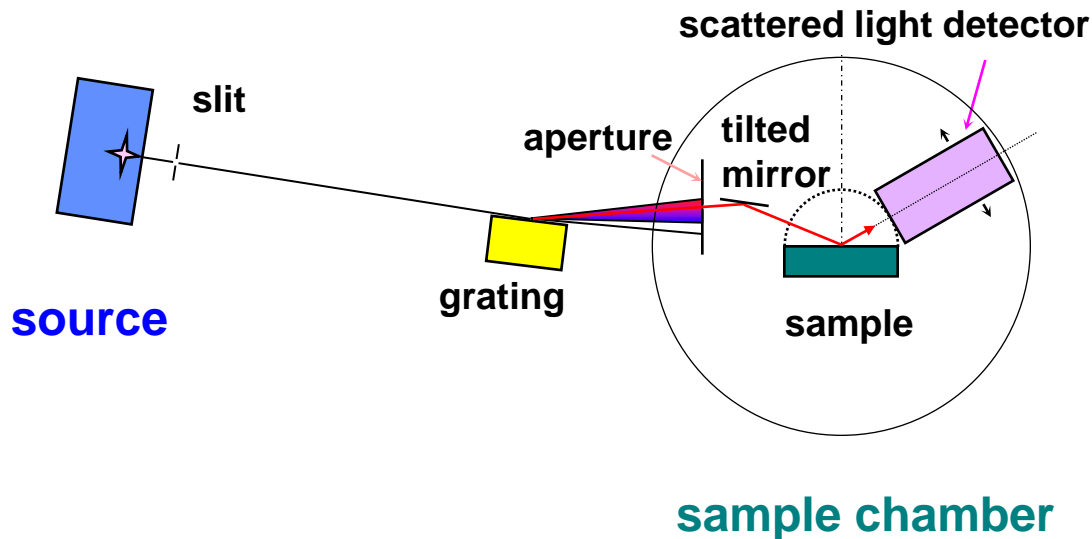 scattered light detector
slit
aperture
tilted
mirror
grating
source
sample
sample chamber